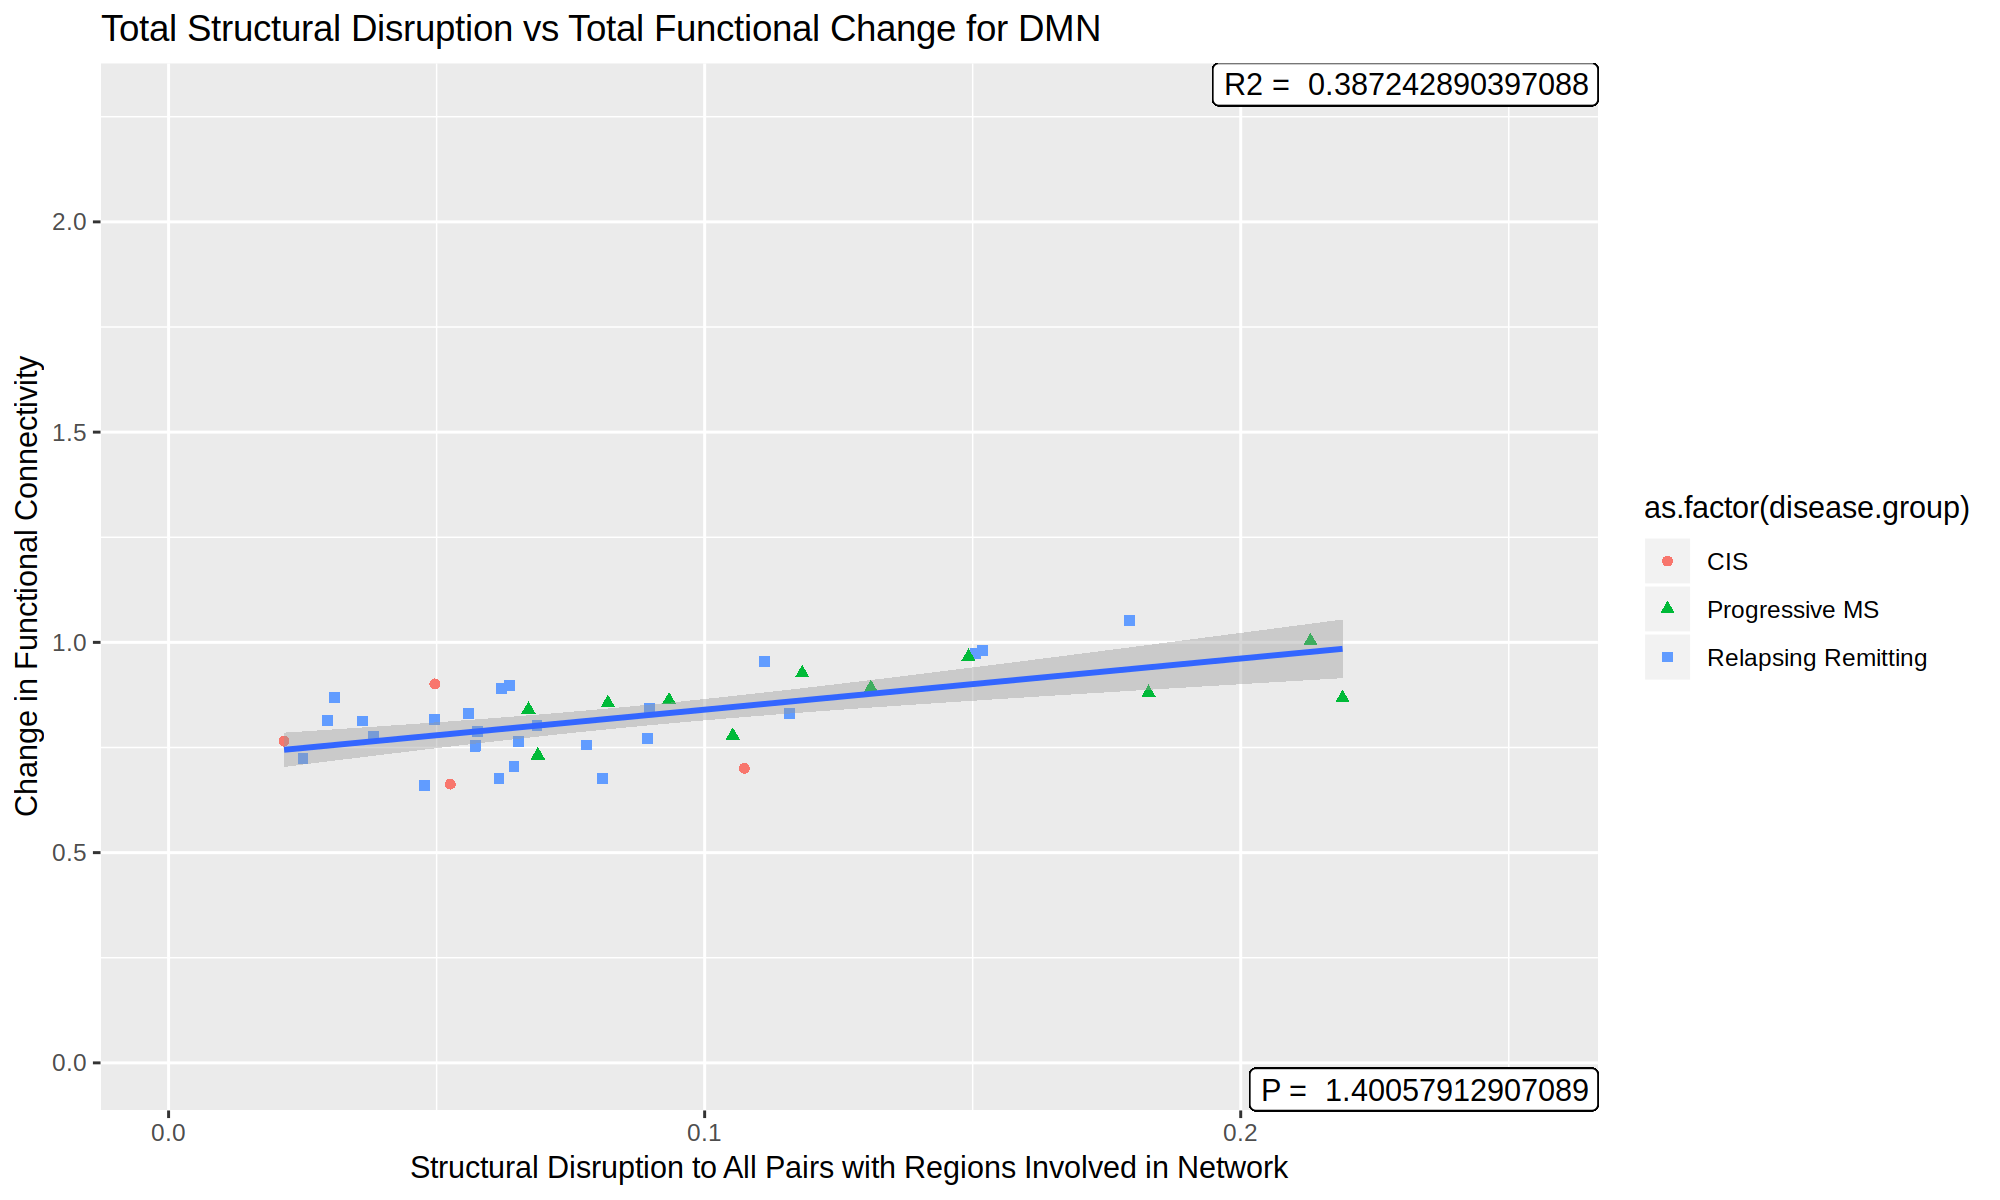 Total Structural Disruption vs Total Functional Change for DMN
R2 =  0.387242890397088
2.0
1.5
1.0
0.5
0.0
Change in Functional Connectivity
as.factor(disease.group)
CIS
Progressive MS
Relapsing Remitting
P =  1.40057912907089
0.0
0.1
0.2
Structural Disruption to All Pairs with Regions Involved in Network